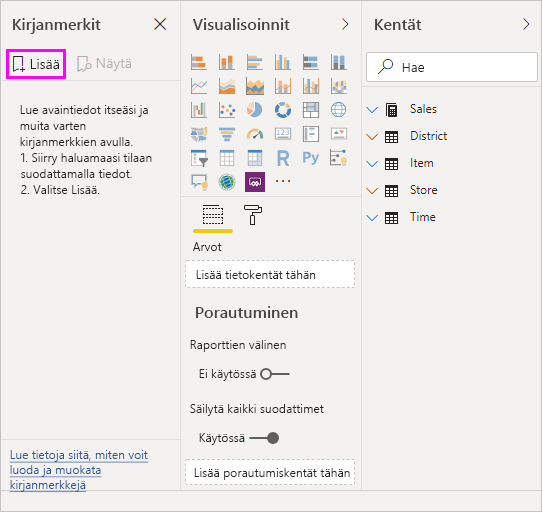 Kirjanmerkit
Lisää
Näytä
Lue avaintiedot itseäsi ja
muita varten
kirjanmerkkien avulla.
1. Siirry haluamaasi tilaan
suodattamalla tiedot.
2. Valitse Lisää.
Lue tietoja siitä, miten voit
luoda ja muokata
kirjanmerkkejä
Visualisoinnit
123
R
Py
Arvot
Lisää tietokentät tähän
Porautuminen
Raporttien välinen
Ei käytössä
Säilytä kaikki suodattimet
Käytössä
Lisää porautumiskentät tähän
Kentät
Hae
Sales
District
Item
Store
Time